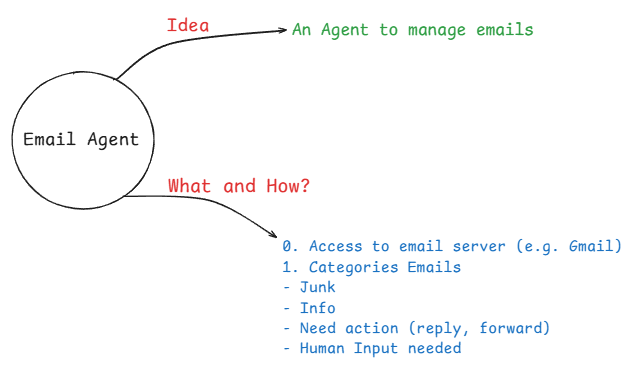 Idea
An Agent to manage emails
Email Agent
What and How?
0. Access to email server (e.g. Gmail)
1. Categories Emails
- Junk
- Info
- Need action (reply, forward)
- Human Input needed